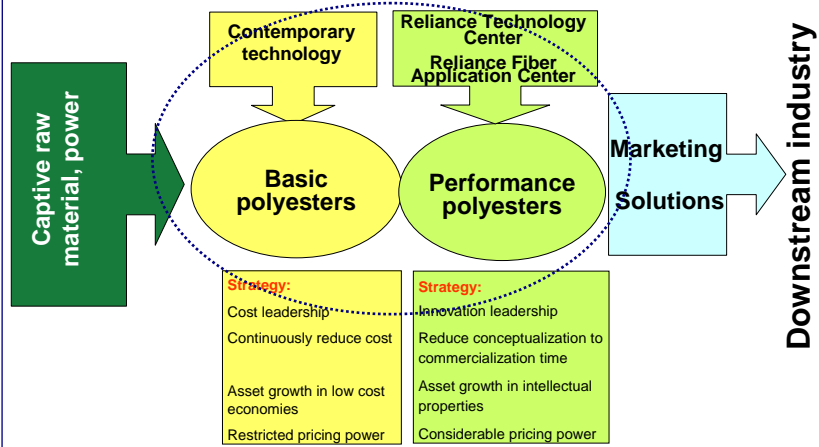 Contemporary
technology
Reliance Technology
Center
Reliance Fiber
Application Center
Captive raw
material, power
Basic
polyesters
Performance
polyesters
Marketing
Solutions
Downstream industry
Strategy:
Cost leadership
Continuously reduce cost
Asset growth in low cost
economies
Restricted pricing power
Strategy:
Innovation leadership
Reduce conceptualization to
commercialization time
Asset growth in intellectual
properties
Considerable pricing power